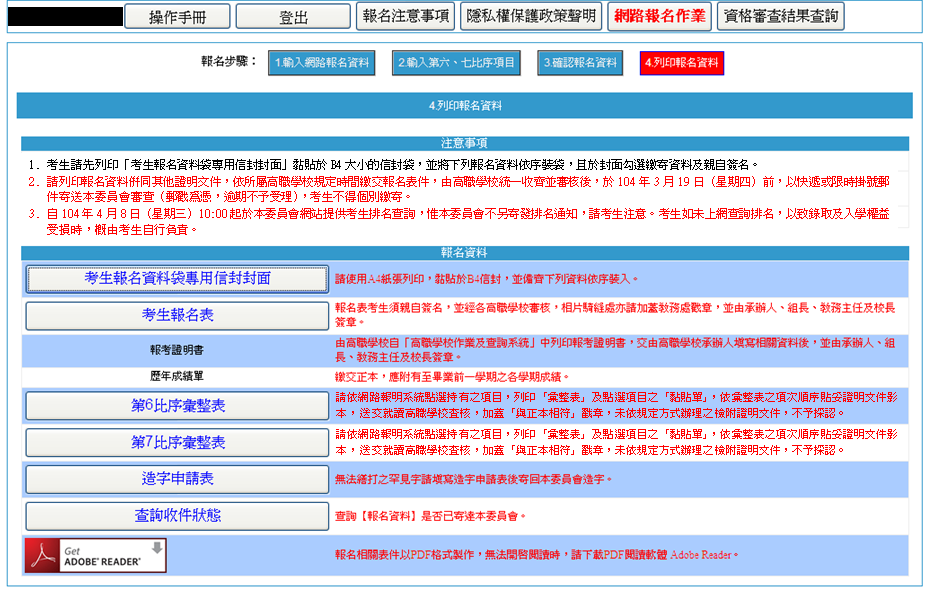 操作手冊 登出 報名注意事項 隱私權保護政策聲明 網路報名作業 資格審查結果查詢
報名步驟： 1.輸入網路報名資料 2.輸入第六、七比序項目 3.確認報名資料 4.列印報名資料
4.列印報名資料
注意事項
1. 考生請先列印「考生報名資料袋專用信封封面」黏貼於 B4 大小的信封袋，並將下列報名資料依序裝袋，且於封面勾選繳寄資料及親自簽名。
2. 請列印報名資料併同其他證明文件，依所屬高職學校規定時間繳交報名表件，由高職學校統一收齊並審核後，於 104 年 3 月 19 日（星期四）前，以快遞或限時掛號郵
件寄送本委員會審查（郵戳為憑，逾期不予受理），考生不得個別繳寄。
3. 自 104 年 4 月 8 日（星期三）10:00 起於本委員會網站提供考生排名查詢，惟本委員會不另寄發排名通知，請考生注意。考生如未上網查詢排名，以致錄取及入學權益
受損時，概由考生自行負責。
報名資料
考生報名資料袋專用信封封面 請使用A4紙張列印，黏貼於B4信封，並備齊下列資料依序裝入。
考生報名表 報名表考生須親自簽名，並經各高職學校審核，相片騎縫處亦請加蓋教務處戳章，並由承辦人、組長、教務主任及校長
簽章。
報考證明書 由高職學校自「高職學校作業及查詢系統」中列印報考證明書，交由高職學校承辦人填寫相關資料後，並由承辦人、組
長、教務主任及校長簽章。
歷年成績單 繳交正本，應附有至畢業前一學期之各學期成績。
第6比序彙整表 請依網路報明系統點選持有之項目，列印「彙整表」及點選項目之「黏貼單」，依彙整表之項次順序貼妥證明文件影
本，送交就讀高職學校查核，加蓋「與正本相符」戳章，未依規定方式辦理之檢附證明文件，不予採認。
第7比序彙整表 請依網路報明系統點選持有之項目，列印「彙整表」及點選項目之「黏貼單」，依彙整表之項次順序貼妥證明文件影
本，送交就讀高職學校查核，加蓋「與正本相符」戳章，未依規定方式辦理之檢附證明文件，不予採認。
造字申請表 無法繕打之罕見字請填寫造字申請表後寄回本委員會造字。
查詢收件狀態 查詢【報名資料】是否已寄達本委員會。
Get
ADOBE® READER® 報名相關表件以PDF格式製作，無法開啓閱讀時，請下載PDF閱讀軟體 Adobe Reader。